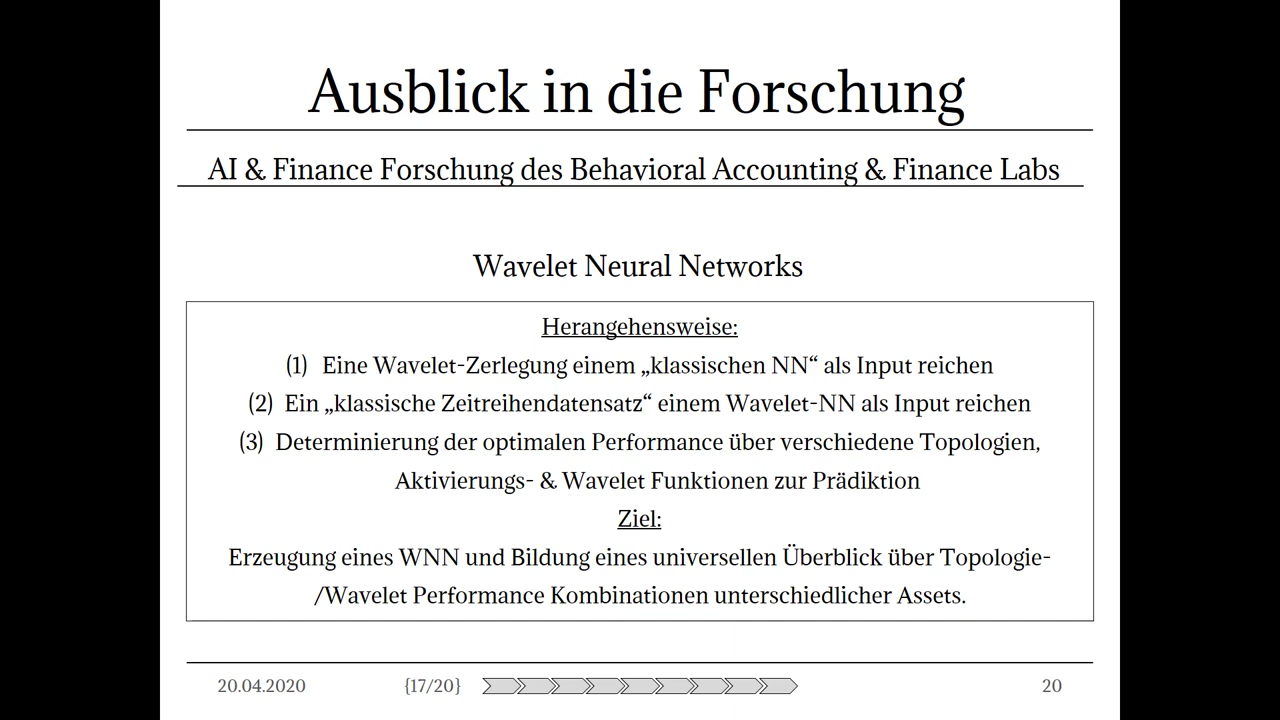 Ausblick in die Forschung
AI & Finance Forschung des Behavioral Accounting & Finance Labs
Wavelet Neural Networks
Herangehensweise:
(1) Eine Wavelet-Zerlegung einem „klassischen NN“ als Input reichen
(2) Ein „klassische Zeitreihendatensatz“ einem Wavelet-NN als Input reichen
(3) Determinierung der optimalen Performance über verschiedene Topologien,
Aktivierungs- & Wavelet Funktionen zur Prädiktion
Ziel:
Erzeugung eines WNN und Bildung eines universellen Überblick über Topologie-
/Wavelet Performance Kombinationen unterschiedlicher Assets.
20.04.2020 {17/20} 20